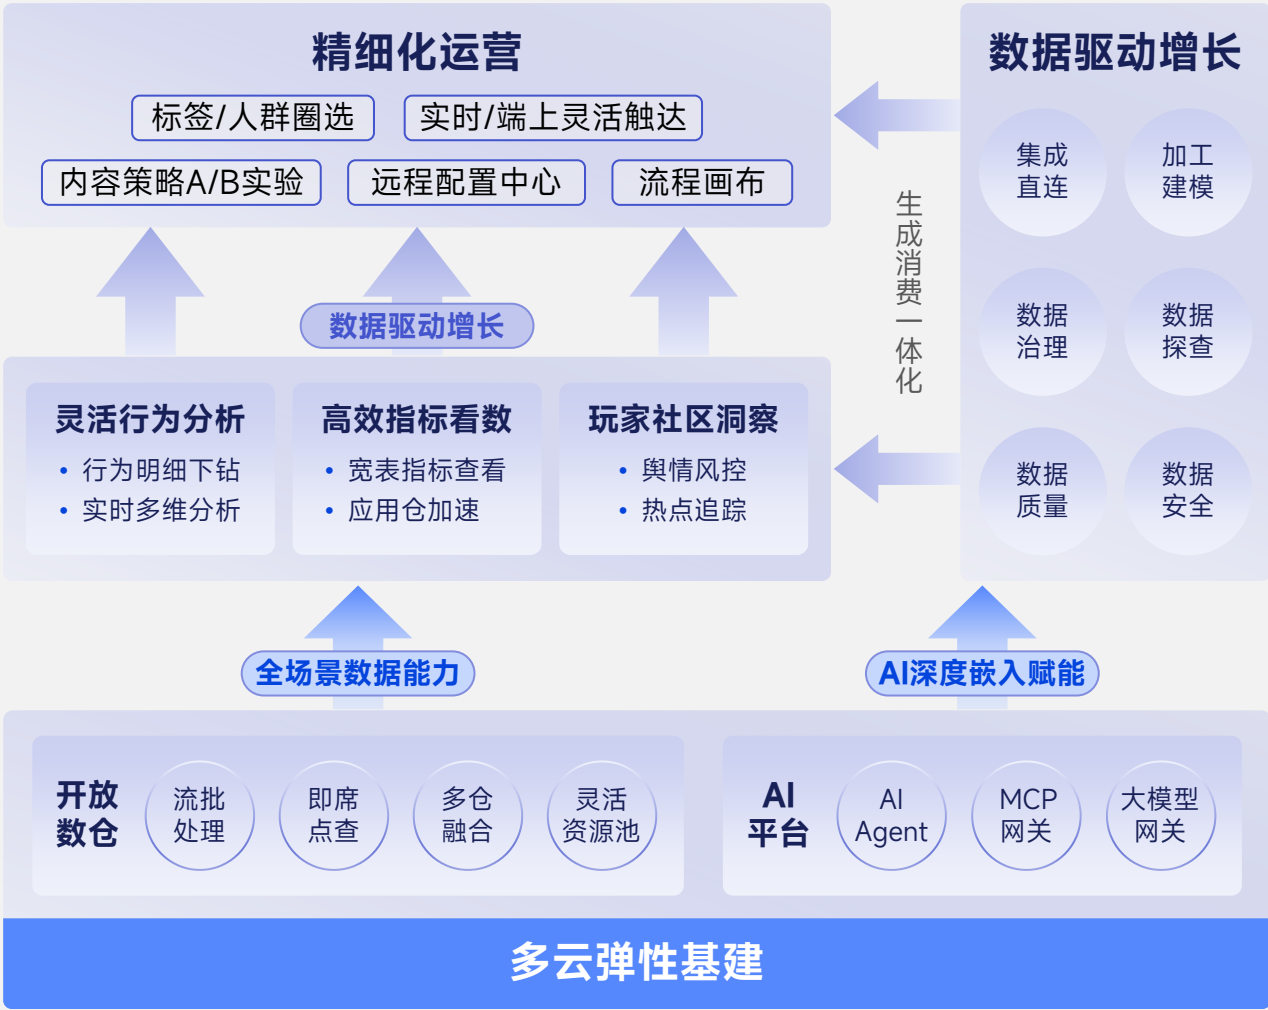 精细化运营
标签/人群圈选
实时/端上灵活触达
内容策略A/B实验
远程配置中心
流程画布
数据驱动增长
灵活行为分析
• 行为明细下钻
• 实时多维分析
高效指标看数
• 宽表指标查看
• 应用仓加速
玩家社区洞察
• 舆情风控
• 热点追踪
生成消费一体化
数据驱动增长
集成
直连
加工
建模
数据
治理
数据
探查
数据
质量
数据
安全
全场景数据能力
AI深度嵌入赋能
开放
数仓
流批
处理
即席
点查
多仓
融合
灵活
资源池
AI
平台
AI
Agent
MCP
网关
大模型
网关
多云弹性基建